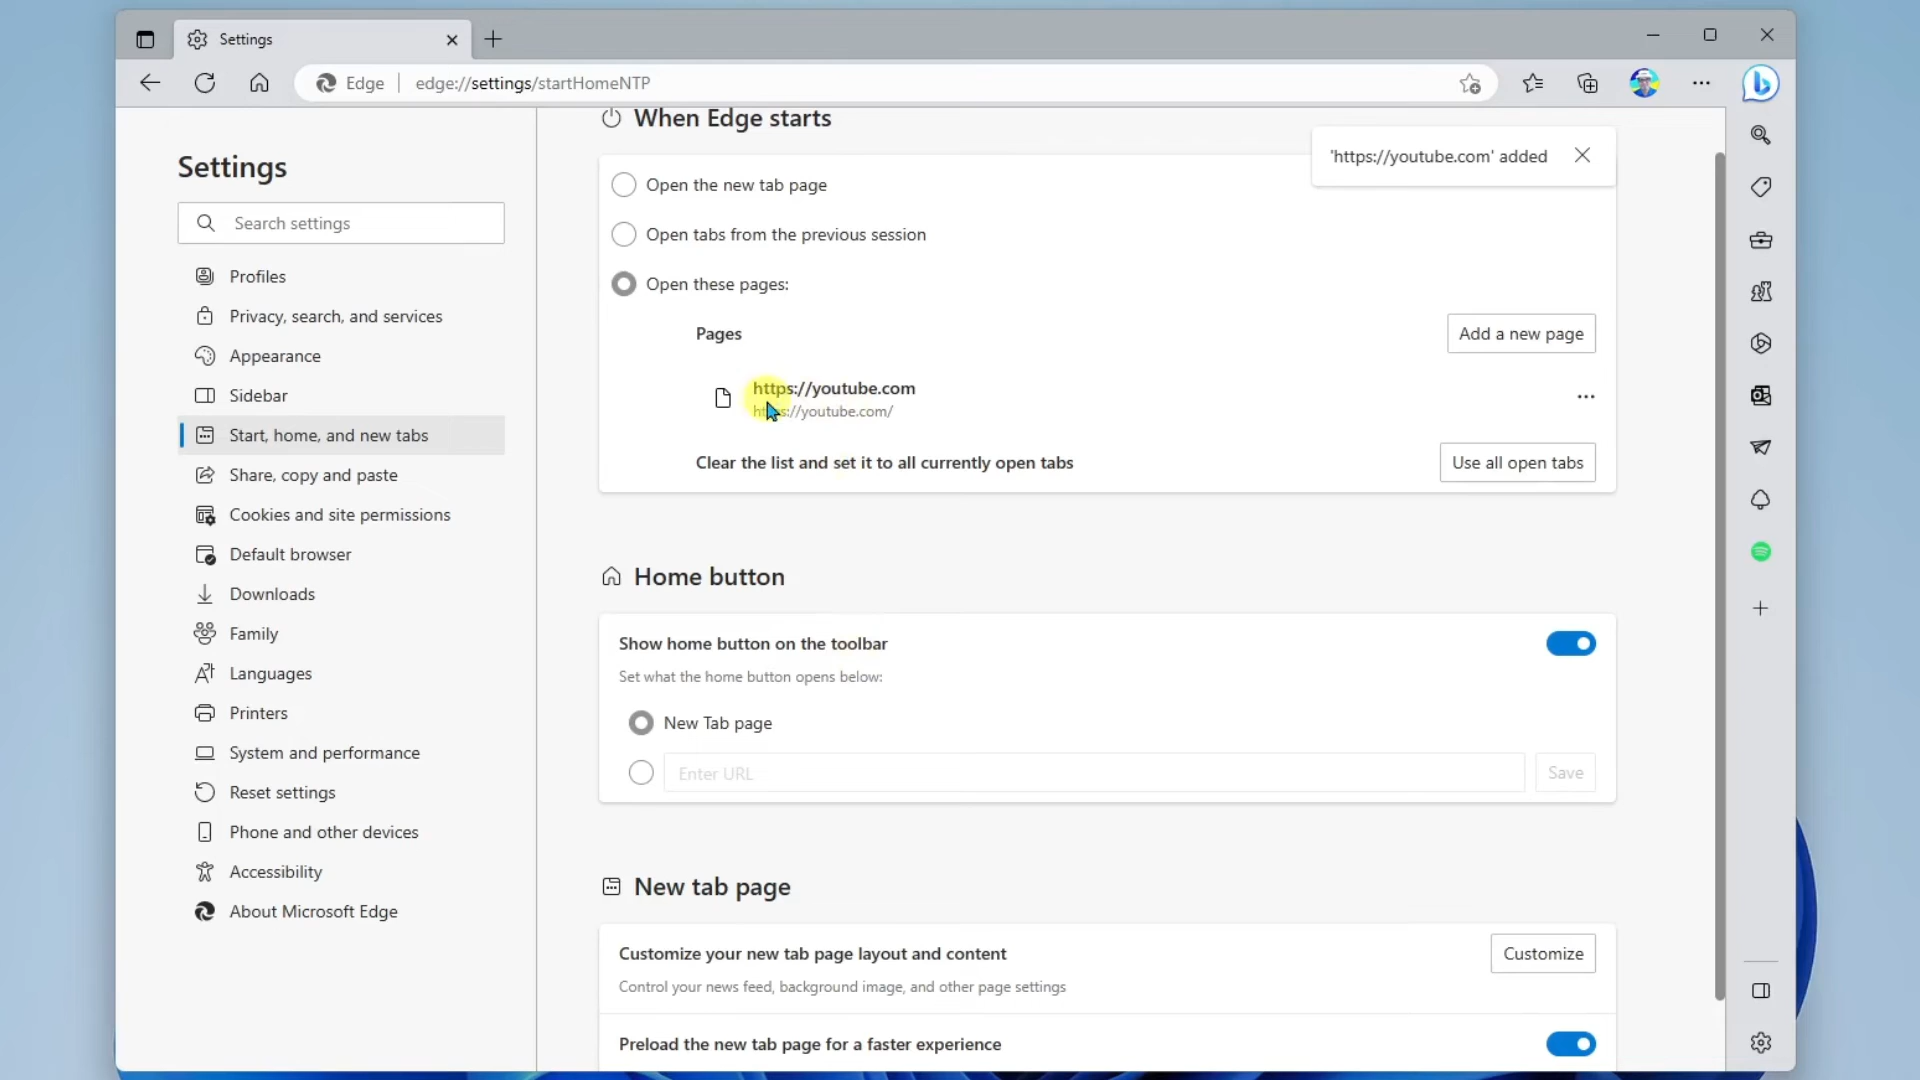 Settings
Edge
edge://settings/startHomeNTP
Settings
Search settings
Profiles
Privacy, search, and services
Appearance
Sidebar
Start, home, and new tabs
Share, copy and paste
Cookies and site permissions
Default browser
Downloads
Family
Languages
Printers
System and performance
Reset settings
Phone and other devices
Accessibility
About Microsoft Edge
When Edge starts
'https://youtube.com' added
Open the new tab page
Open tabs from the previous session
Open these pages:
Pages
Add a new page
https://youtube.com
https://youtube.com/
Clear the list and set it to all currently open tabs
Use all open tabs
Home button
Show home button on the toolbar
Set what the home button opens below:
New Tab page
Enter URL
Save
New tab page
Customize your new tab page layout and content
Customize
Control your news feed, background image, and other page settings
Preload the new tab page for a faster experience